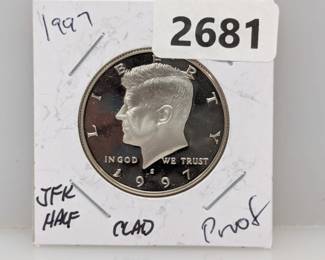 1997
2681
LIBERTY
IN GOD WE TRUST
S
1997
JFK
HALF
CLAD
Proof